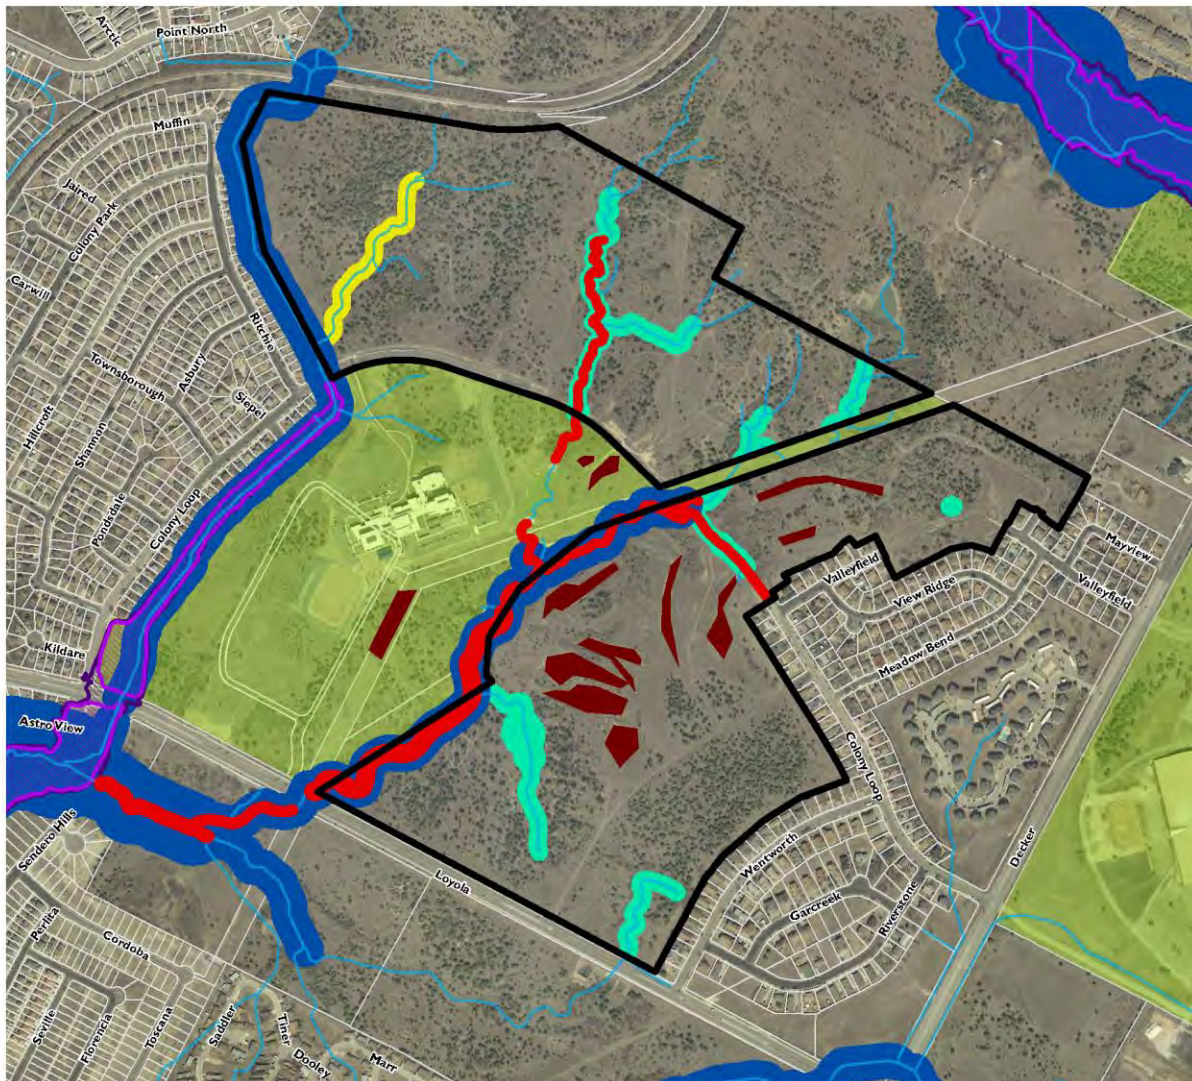 Arctic
Point North
Muffin
Jaired
Colony Park
Carwill
Ritchie
Townsborough
Asbury
Slepel
Hillcroft
Shannon
Pondsdale
Colony Loop
Kildare
Astro View
Sendero Hills
Perlita
Cordoba
Seville
Florencia
Toscana
Saddler
Tiner
Dooley
Marr
Loyola
Wentworth
Garcreek
Riverstone
Colony Loop
Decker
Meadow Bend
View Ridge
Valleyfield
Valleyfield
Mayview